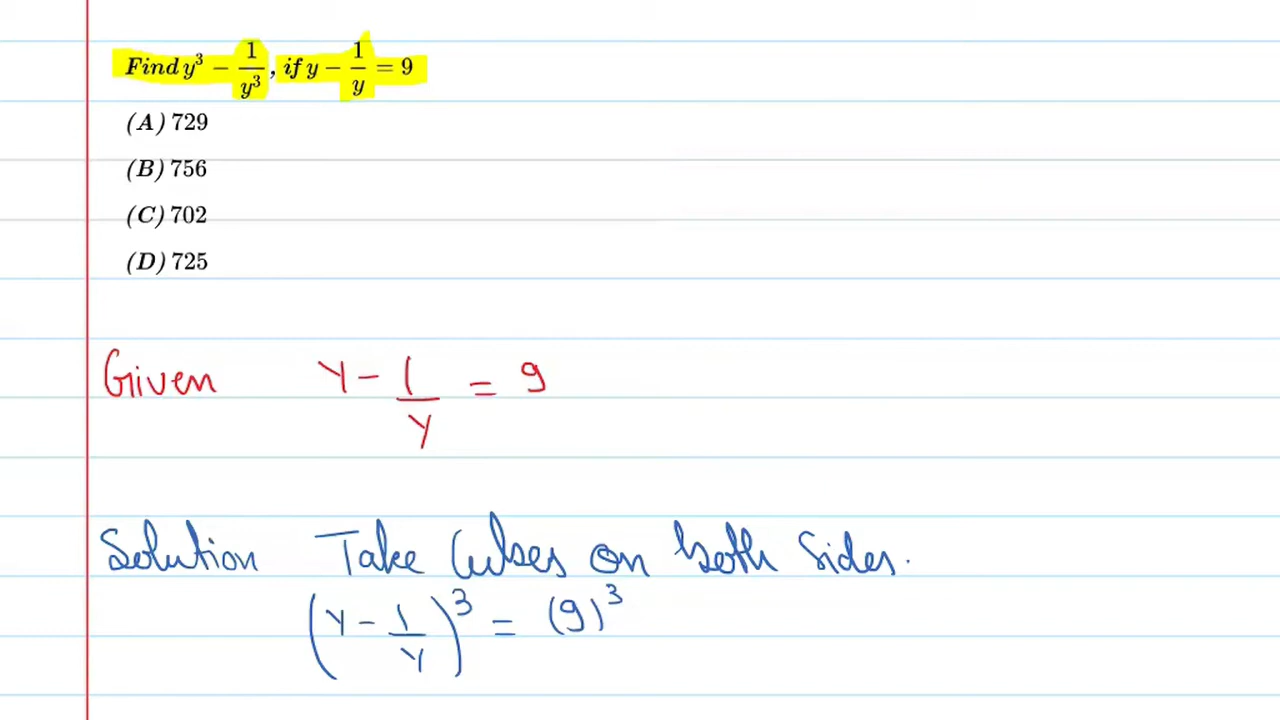 Find y³ − 1/y³, if y − 1/y = 9
(A) 729
(B) 756
(C) 702
(D) 725
Given y − 1/y = 9
Solution Take Cubes on both sides.
(y − 1/y)³ = (9)³